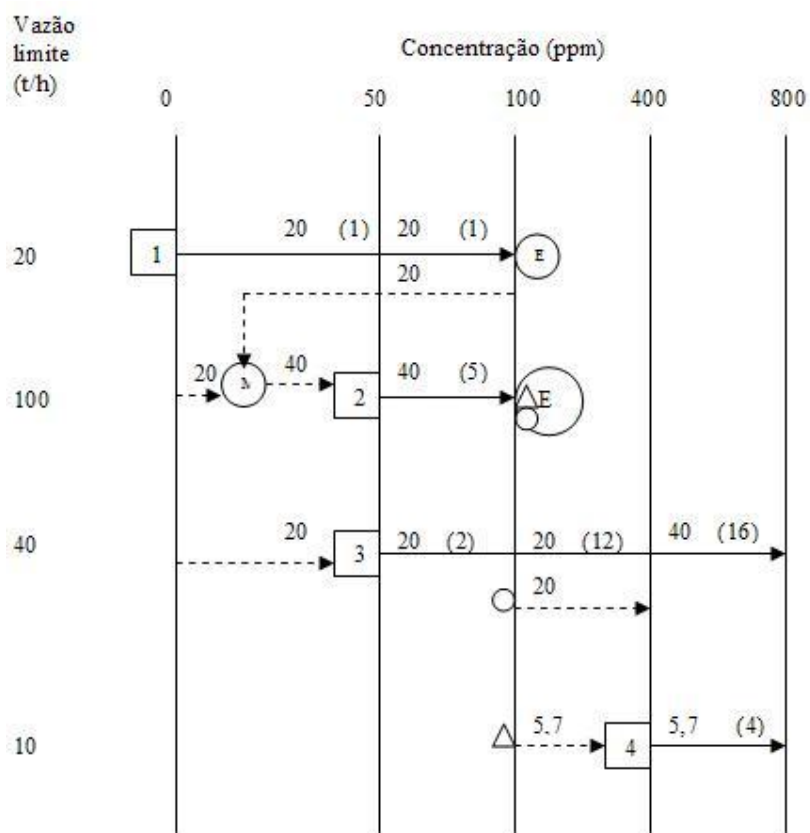 Vazão
limite
(t/h)
Concentração (ppm)
0 50 100 400 800
20 (1) 20 (1)
20 1 E
20
20 40 40 (5)
100 2 E
20 20 (2) 20 (12) 40 (16)
40 3
20
5,7 5,7 (4)
10 4